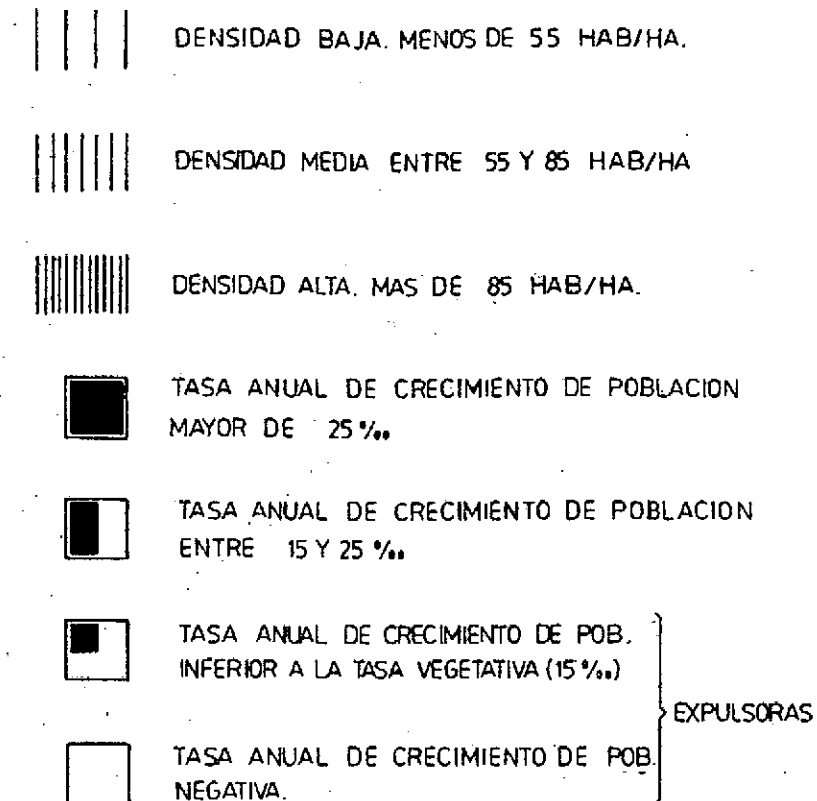 DENSIDAD BAJA. MENOS DE 55 HAB/HA.
DENSIDAD MEDIA ENTRE 55 Y 85 HAB/HA
DENSIDAD ALTA. MAS DE 85 HAB/HA.
TASA ANUAL DE CRECIMIENTO DE POBLACION
MAYOR DE 25‰
TASA ANUAL DE CRECIMIENTO DE POBLACION
ENTRE 15 Y 25 ‰
TASA ANUAL DE CRECIMIENTO DE POB.
INFERIOR A LA TASA VEGETATIVA (15‰)
EXPULSORAS
TASA ANUAL DE CRECIMIENTO DE POB.
NEGATIVA.